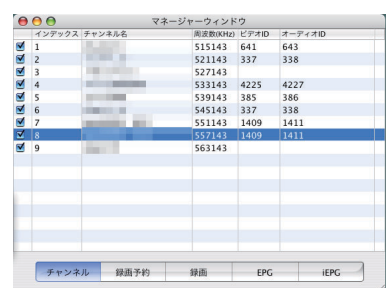 マネージャーウィンドウ
インデックス チャンネル名 周波数(KHz) ビデオID オーディオID
1 515143 641 643
2 521143 337 338
3 527143
4 533143 4225 4227
5 539143 385 386
6 545143 337 338
7 551143 1409 1411
8 557143 1409 1411
9 563143
チャンネル 録画予約 録画 EPG iEPG